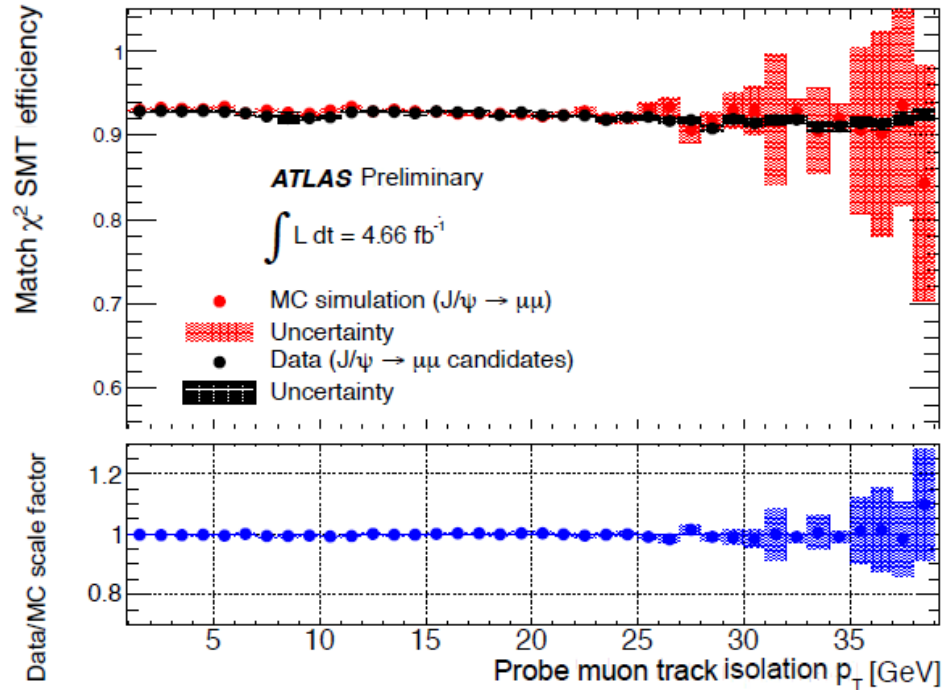 Match χ² SMT efficiency
1
0.9
0.8
0.7
0.6
ATLAS Preliminary
∫ L dt = 4.66 fb⁻¹
MC simulation (J/ψ → μμ)
Uncertainty
Data (J/ψ → μμ candidates)
Uncertainty
Data/MC scale factor
1.2
1
0.8
5 10 15 20 25 30 35
Probe muon track isolation p_T [GeV]